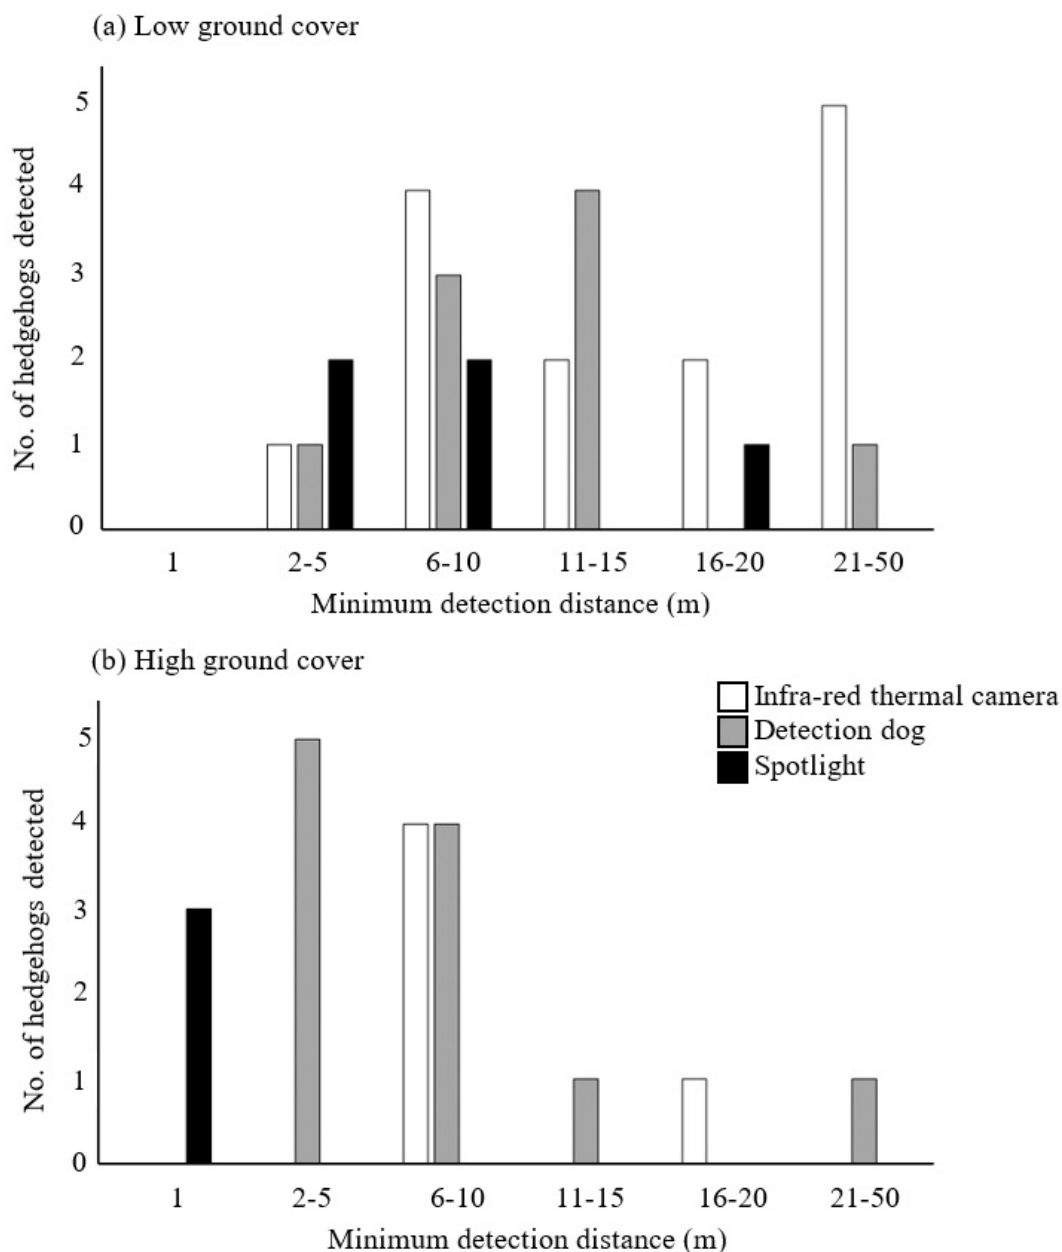 (a) Low ground cover
No. of hedgehogs detected
5
4
3
2
1
0
1 2-5 6-10 11-15 16-20 21-50
Minimum detection distance (m)
(b) High ground cover
Infra-red thermal camera
Detection dog
Spotlight
No. of hedgehogs detected
5
4
3
2
1
0
1 2-5 6-10 11-15 16-20 21-50
Minimum detection distance (m)